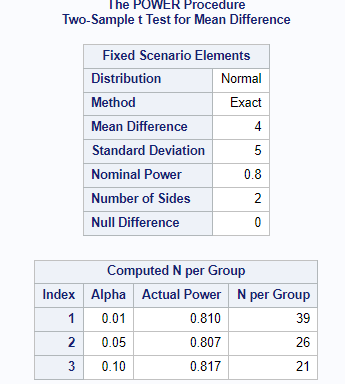 The POWER Procedure
Two-Sample t Test for Mean Difference
Fixed Scenario Elements
Distribution Normal
Method Exact
Mean Difference 4
Standard Deviation 5
Nominal Power 0.8
Number of Sides 2
Null Difference 0
Computed N per Group
Index Alpha Actual Power N per Group
1 0.01 0.810 39
2 0.05 0.807 26
3 0.10 0.817 21